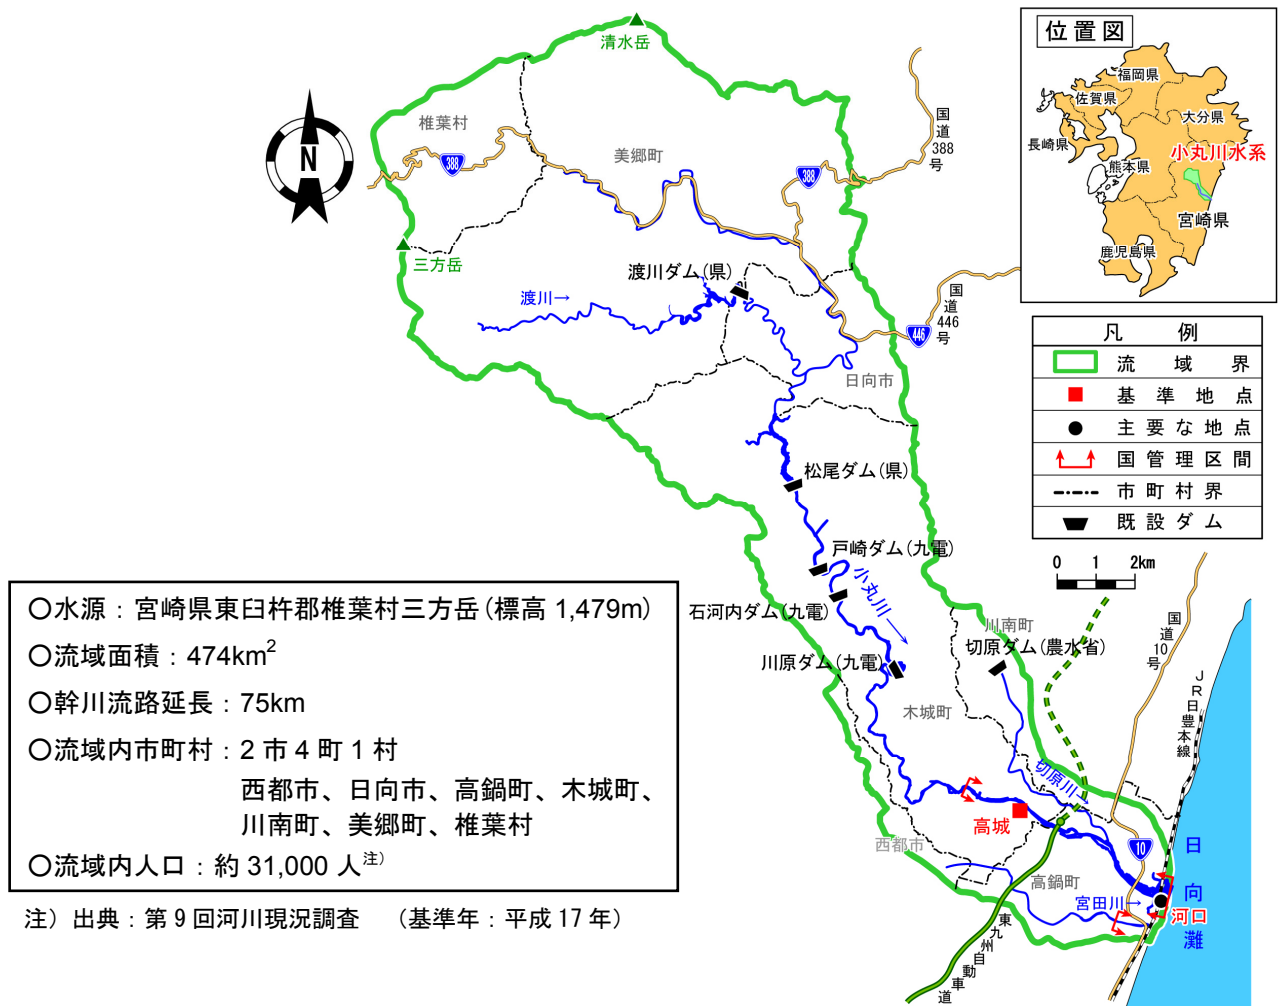 清水岳
椎葉村
388
美郷町
388
国道388号
N
三方岳
渡川ダム(県)
渡川→
国道446号
446
日向市
松尾ダム(県)
戸崎ダム(九電)
小丸川→
石河内ダム(九電)
川原ダム(九電)
川南町
切原ダム(農水省)
木城町
国道10号
JR日豊本線
切原川→
高城
西都市
10
高鍋町
宮田川→
河口
日向灘
東九州自動車道
位置図
福岡県
佐賀県
大分県
長崎県
熊本県
小丸川水系
宮崎県
鹿児島県
凡 例
流域界
基準地点
主要な地点
国管理区間
市町村界
既設ダム
0 1 2km
〇水源：宮崎県東臼杵郡椎葉村三方岳(標高 1,479m)
〇流域面積：474km²
〇幹川流路延長：75km
〇流域内市町村：2 市 4 町 1 村
西都市、日向市、高鍋町、木城町、
川南町、美郷町、椎葉村
〇流域内人口：約 31,000 人注)
注）出典：第 9 回河川現況調査 （基準年：平成 17 年）